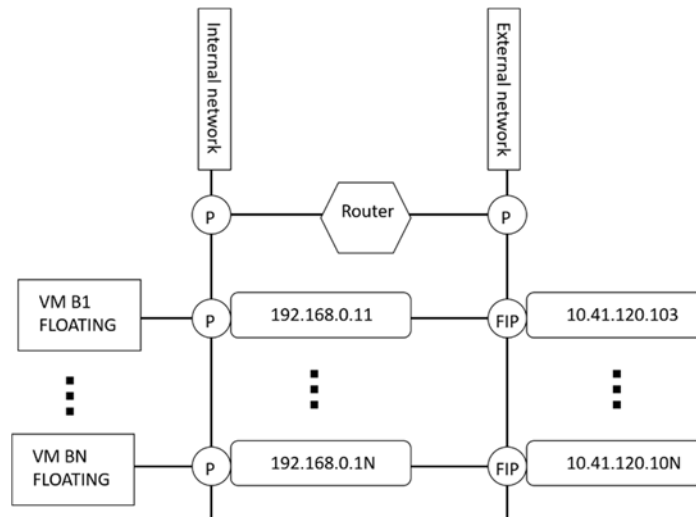 Internal network
External network
P
Router
P
VM B1
FLOATING
P
192.168.0.11
FIP
10.41.120.103
VM BN
FLOATING
P
192.168.0.1N
FIP
10.41.120.10N